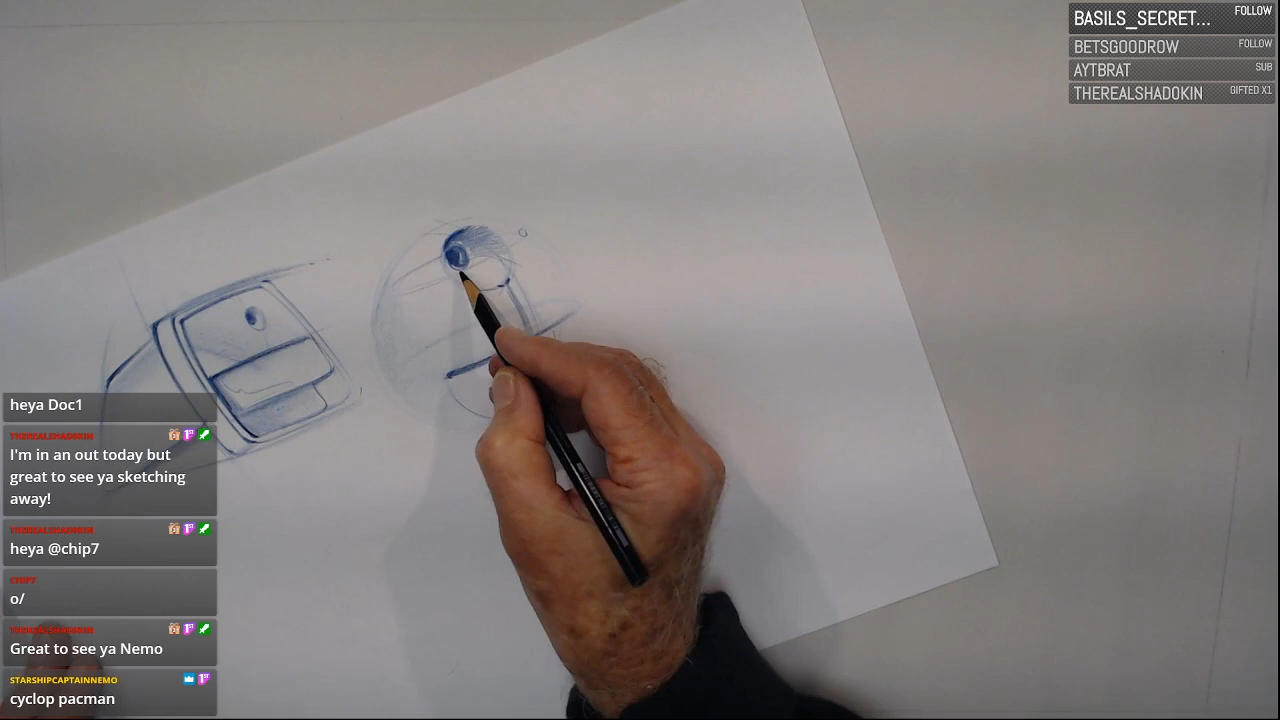 BASILS_SECRET... FOLLOW
BETSGOODROW FOLLOW
AYTBRAT SUB
THEREALSHADOKIN GIFTED X1
heya Doc1
THEREALSHADOKIN
I'm in an out today but
great to see ya sketching
away!
THEREALSHADOKIN
heya @chip7
CHIP7
o/
THEREALSHADOKIN
Great to see ya Nemo
STARSHIPCAPTAINNEMO
cyclop pacman